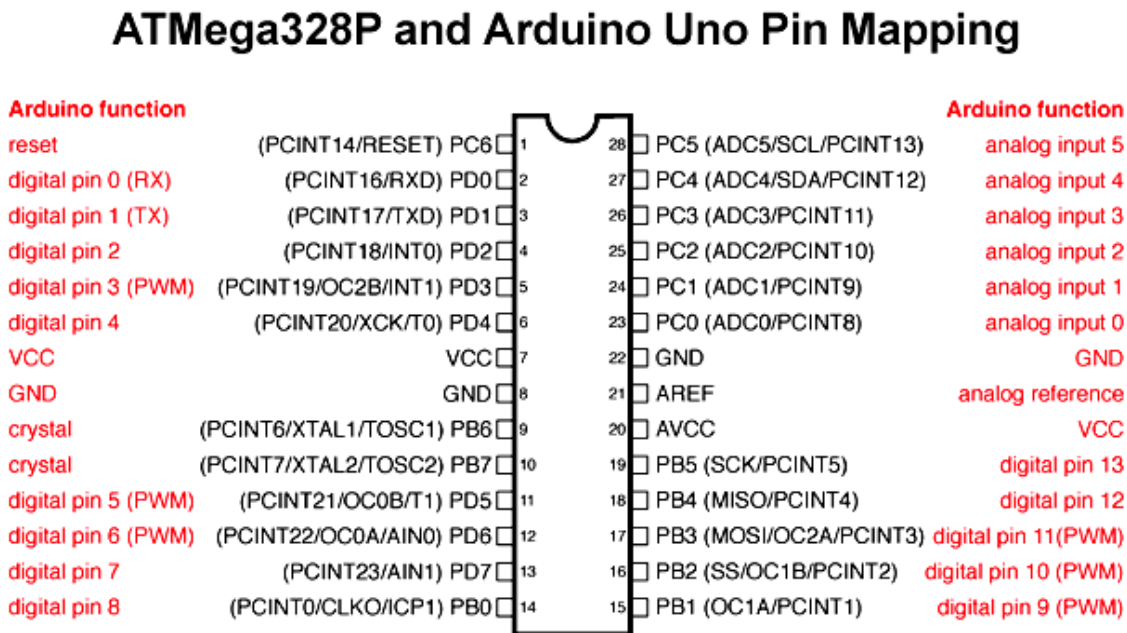 ATMega328P and Arduino Uno Pin Mapping
Arduino function Arduino function
reset (PCINT14/RESET) PC6 1 28 PC5 (ADC5/SCL/PCINT13) analog input 5
digital pin 0 (RX) (PCINT16/RXD) PD0 2 27 PC4 (ADC4/SDA/PCINT12) analog input 4
digital pin 1 (TX) (PCINT17/TXD) PD1 3 26 PC3 (ADC3/PCINT11) analog input 3
digital pin 2 (PCINT18/INT0) PD2 4 25 PC2 (ADC2/PCINT10) analog input 2
digital pin 3 (PWM) (PCINT19/OC2B/INT1) PD3 5 24 PC1 (ADC1/PCINT9) analog input 1
digital pin 4 (PCINT20/XCK/T0) PD4 6 23 PC0 (ADC0/PCINT8) analog input 0
VCC VCC 7 22 GND GND
GND GND 8 21 AREF analog reference
crystal (PCINT6/XTAL1/TOSC1) PB6 9 20 AVCC VCC
crystal (PCINT7/XTAL2/TOSC2) PB7 10 19 PB5 (SCK/PCINT5) digital pin 13
digital pin 5 (PWM) (PCINT21/OC0B/T1) PD5 11 18 PB4 (MISO/PCINT4) digital pin 12
digital pin 6 (PWM) (PCINT22/OC0A/AIN0) PD6 12 17 PB3 (MOSI/OC2A/PCINT3) digital pin 11(PWM)
digital pin 7 (PCINT23/AIN1) PD7 13 16 PB2 (SS/OC1B/PCINT2) digital pin 10 (PWM)
digital pin 8 (PCINT0/CLKO/ICP1) PB0 14 15 PB1 (OC1A/PCINT1) digital pin 9 (PWM)